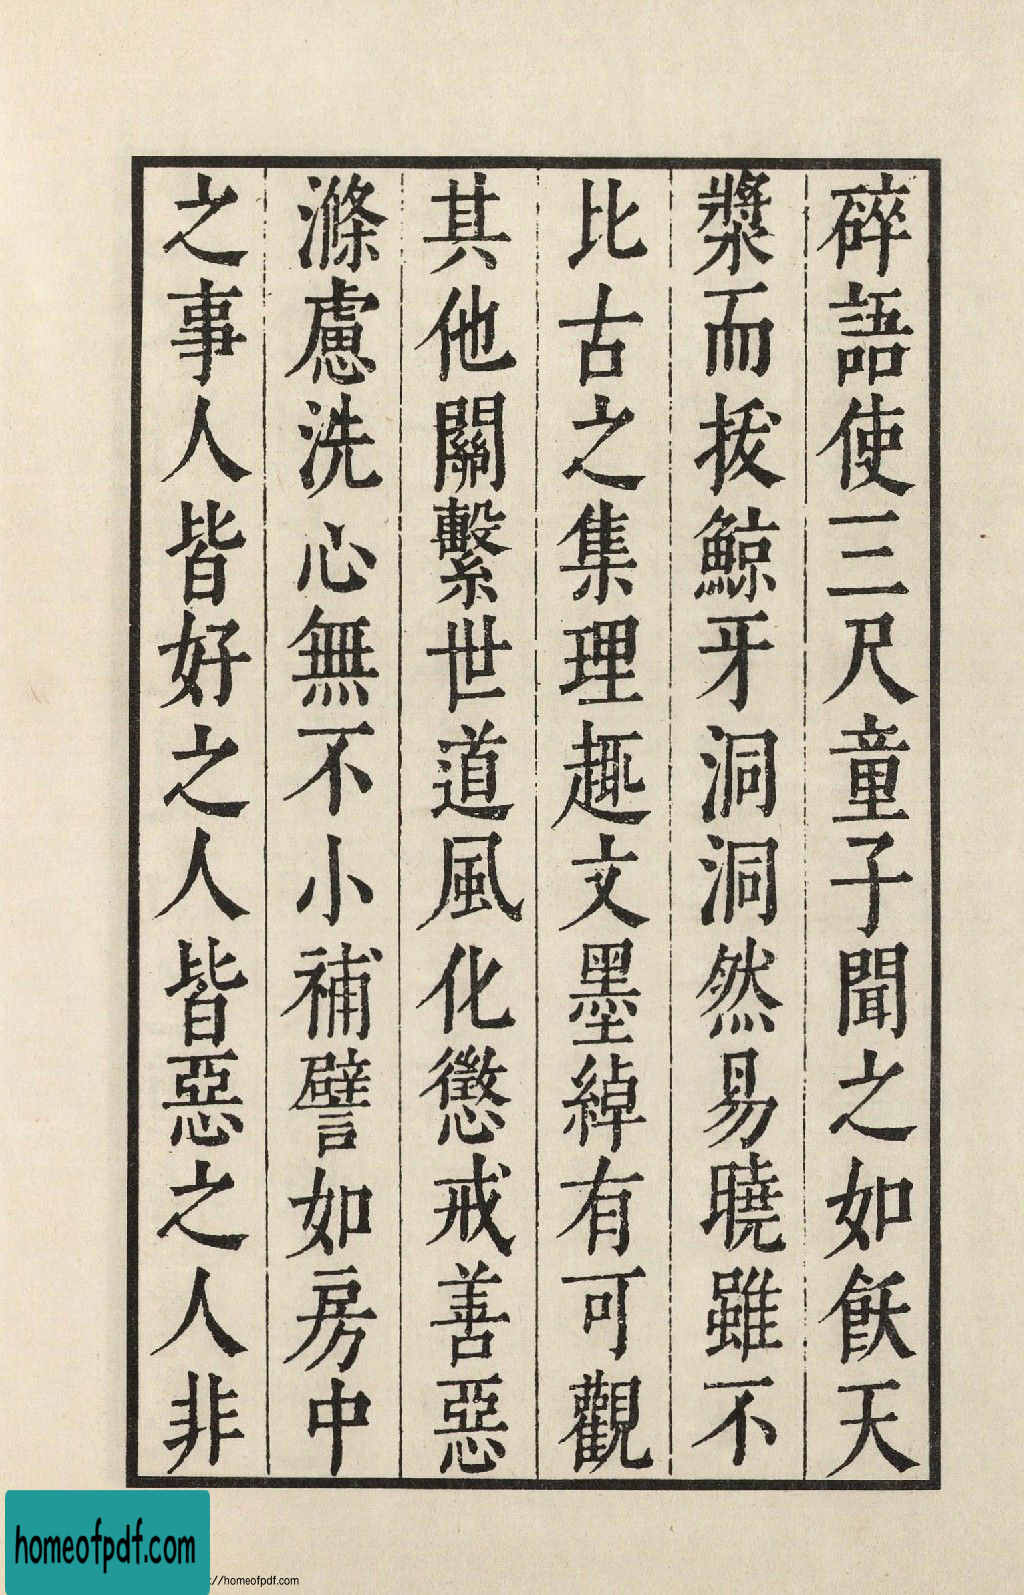 碎語使三尺童子聞之如飫天
漿而拔鯨牙洞洞然易曉雖不
比古之集理趣文墨綽有可觀
其他關繫世道風化懲戒善惡
滌慮洗心無不小補譬如房中
之事人皆好之人皆惡之人非
homeofpdf.com
://homeofpdf.com